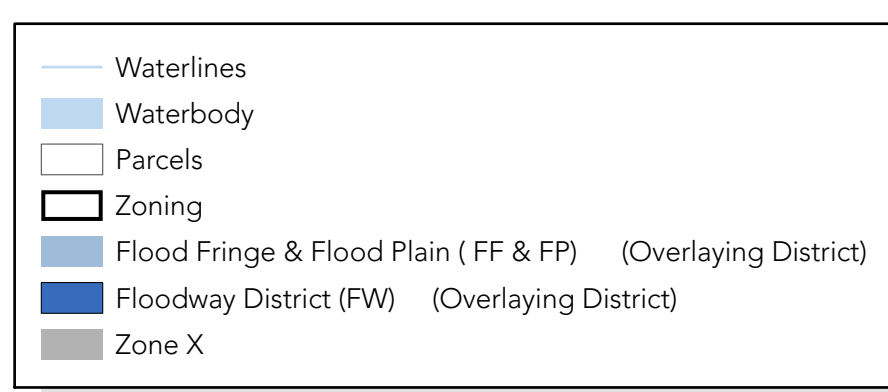 Waterlines
Waterbody
Parcels
Zoning
Flood Fringe & Flood Plain ( FF & FP) (Overlaying District)
Floodway District (FW) (Overlaying District)
Zone X